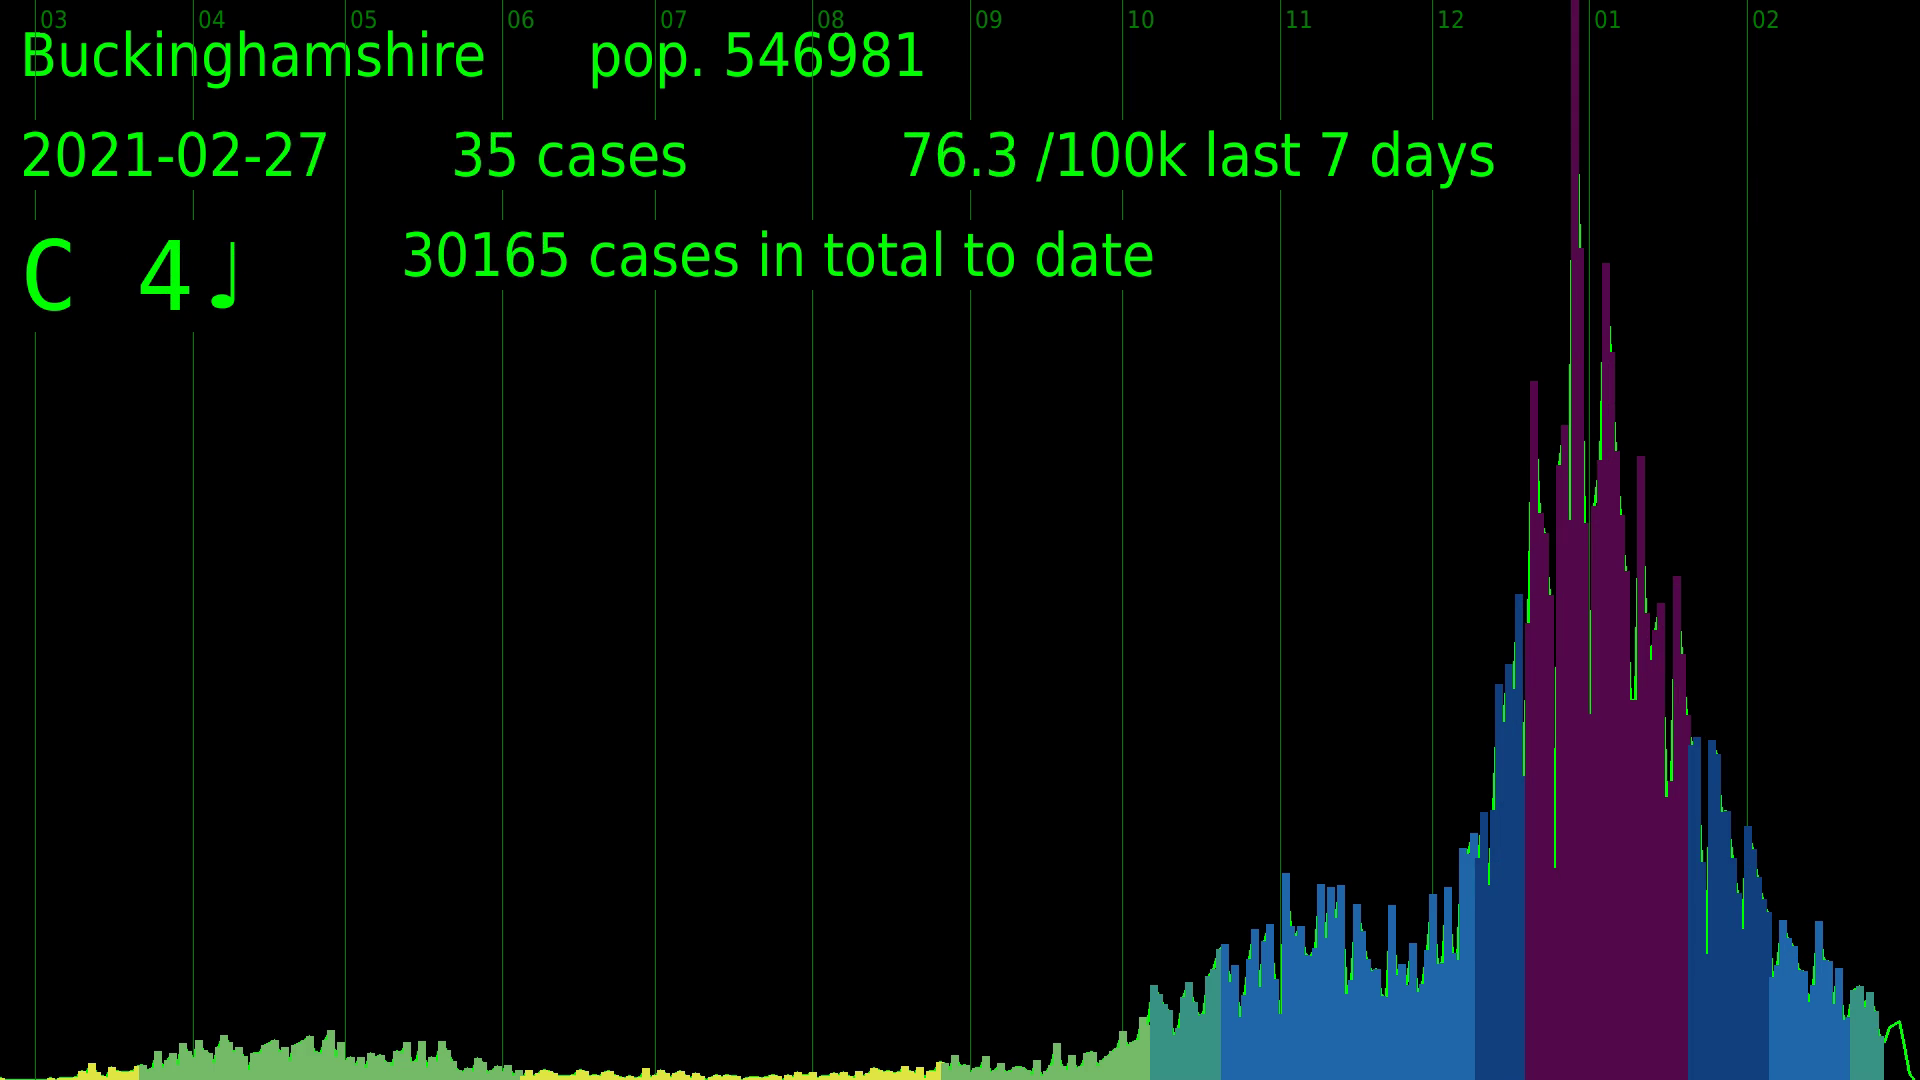 03 04 05 06 07 08 09 10 11 12 01 02
Buckinghamshire pop. 546981
2021-02-27 35 cases 76.3 /100k last 7 days
C 4♩ 30165 cases in total to date